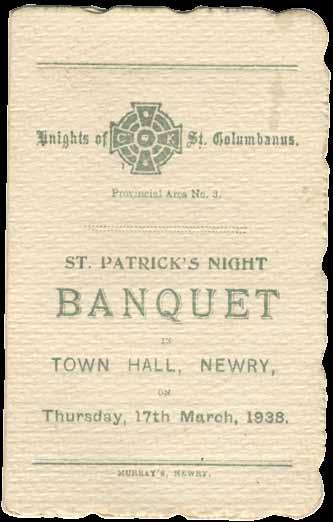 Knights of C O K St. Columbanus.
Provincial Area No. 3.
ST. PATRICK'S NIGHT
BANQUET
IN
TOWN HALL, NEWRY,
ON
Thursday, 17th March, 1938.
MURRAY'S, NEWRY.